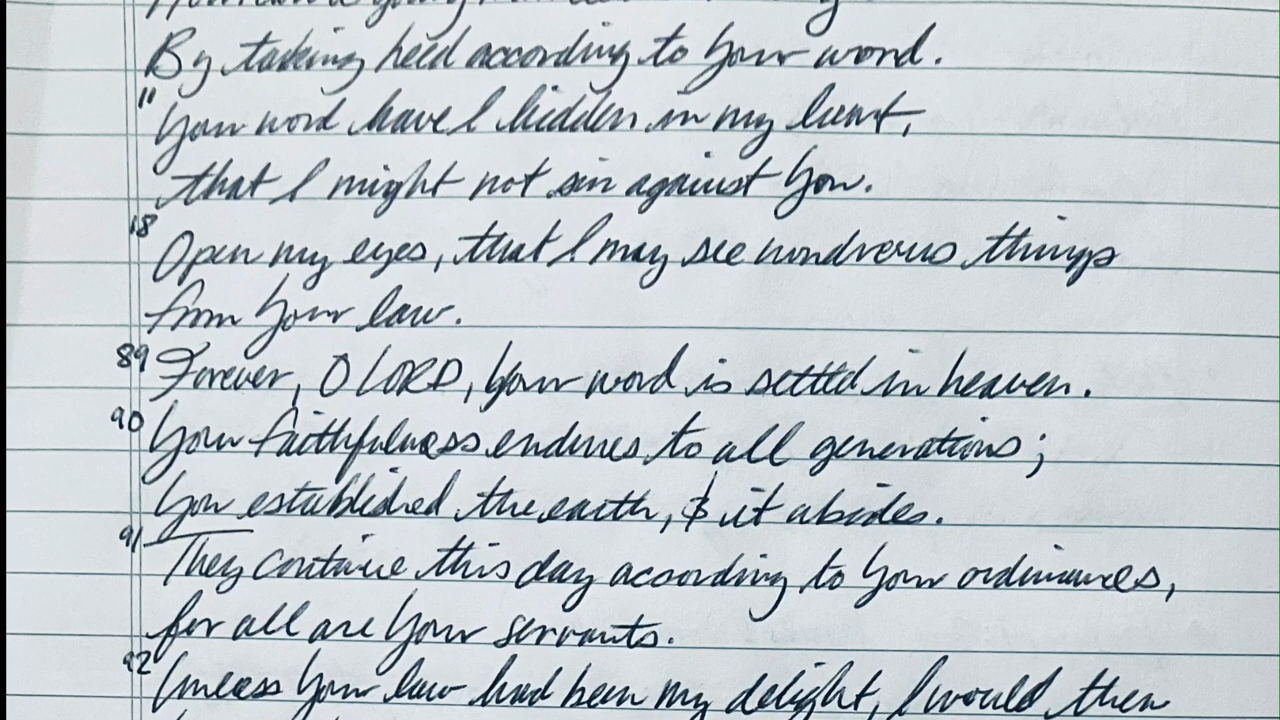 By taking heed according to Your word.
11 Your word have I hidden in my heart,
that I might not sin against You.
18 Open my eyes, that I may see wondrous things
from Your law.
89 Forever, O LORD, Your word is settled in heaven.
90 Your faithfulness endures to all generations;
You established the earth, & it abides.
91 They continue this day according to Your ordinances,
for all are Your servants.
92 Unless Your law had been my delight, I would then